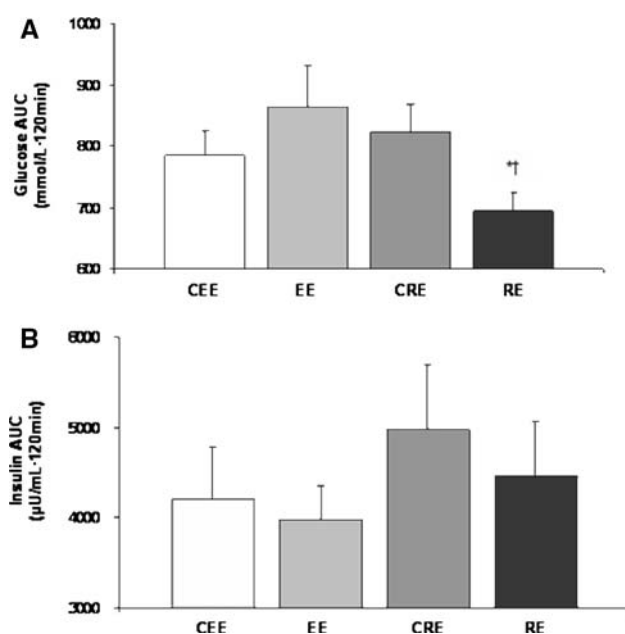 A
1000
900
800
700
600
Glucose AUC
(mmol/L·120min)
*†
CEE EE CRE RE
B
6000
5000
4000
3000
Insulin AUC
(µU/mL·120min)
CEE EE CRE RE